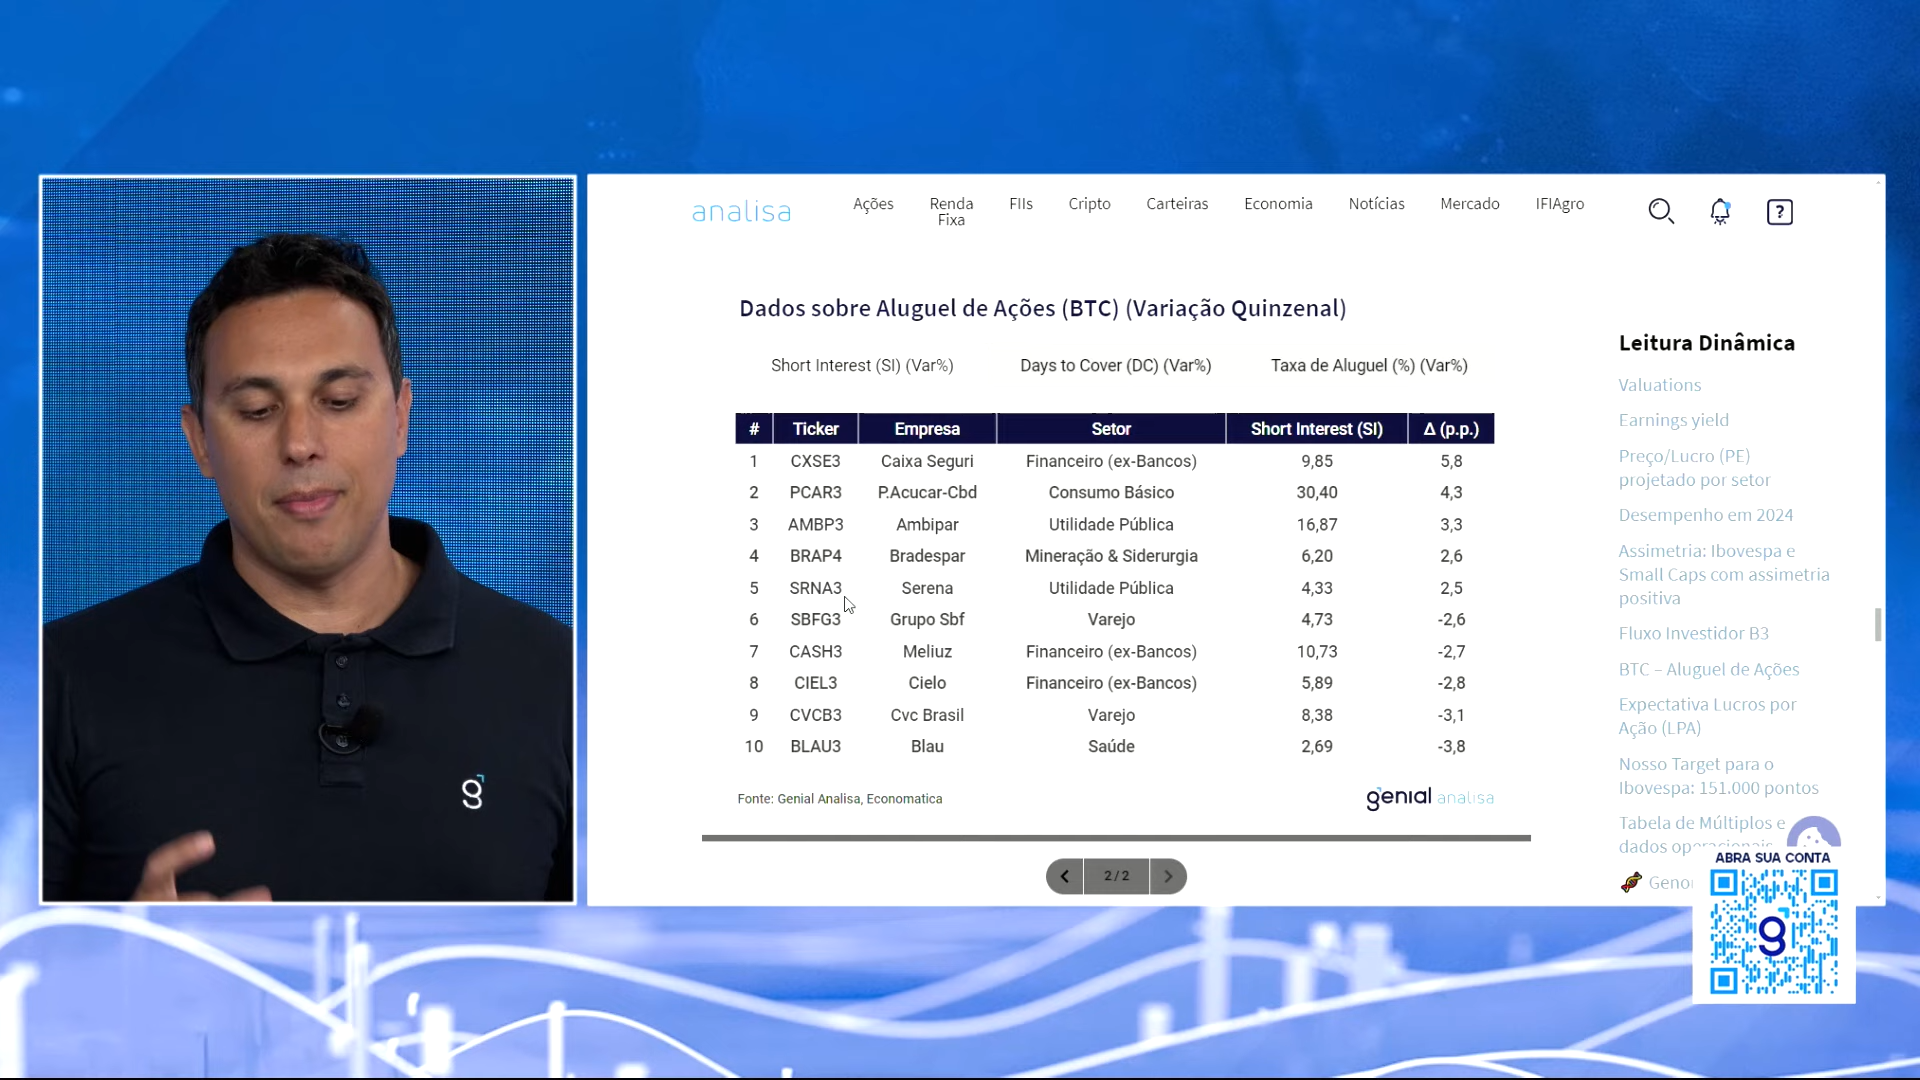 analisa
Ações
Renda
Fixa
FIIs
Cripto
Carteiras
Economia
Notícias
Mercado
IFIAgro
?
Dados sobre Aluguel de Ações (BTC) (Variação Quinzenal)
Short Interest (SI) (Var%) Days to Cover (DC) (Var%) Taxa de Aluguel (%) (Var%)
# Ticker Empresa Setor Short Interest (SI) Δ (p.p.)
1 CXSE3 Caixa Seguri Financeiro (ex-Bancos) 9,85 5,8
2 PCAR3 P.Acucar-Cbd Consumo Básico 30,40 4,3
3 AMBP3 Ambipar Utilidade Pública 16,87 3,3
4 BRAP4 Bradespar Mineração & Siderurgia 6,20 2,6
5 SRNA3 Serena Utilidade Pública 4,33 2,5
6 SBFG3 Grupo Sbf Varejo 4,73 -2,6
7 CASH3 Meliuz Financeiro (ex-Bancos) 10,73 -2,7
8 CIEL3 Cielo Financeiro (ex-Bancos) 5,89 -2,8
9 CVCB3 Cvc Brasil Varejo 8,38 -3,1
10 BLAU3 Blau Saúde 2,69 -3,8
Fonte: Genial Analisa, Economatica
genial analisa
2 / 2
Leitura Dinâmica
Valuations
Earnings yield
Preço/Lucro (PE)
projetado por setor
Desempenho em 2024
Assimetria: Ibovespa e
Small Caps com assimetria
positiva
Fluxo Investidor B3
BTC – Aluguel de Ações
Expectativa Lucros por
Ação (LPA)
Nosso Target para o
Ibovespa: 151.000 pontos
Tabela de Múltiplos e
dados operacionais
ABRA SUA CONTA
g
g